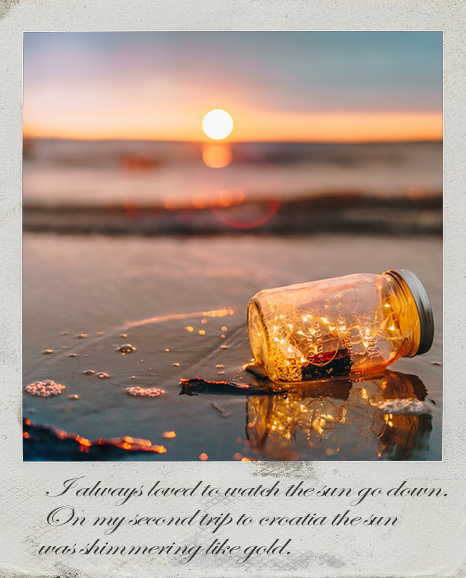 I always loved to watch the sun go down.
On my second trip to croatia the sun
was shimmering like gold.